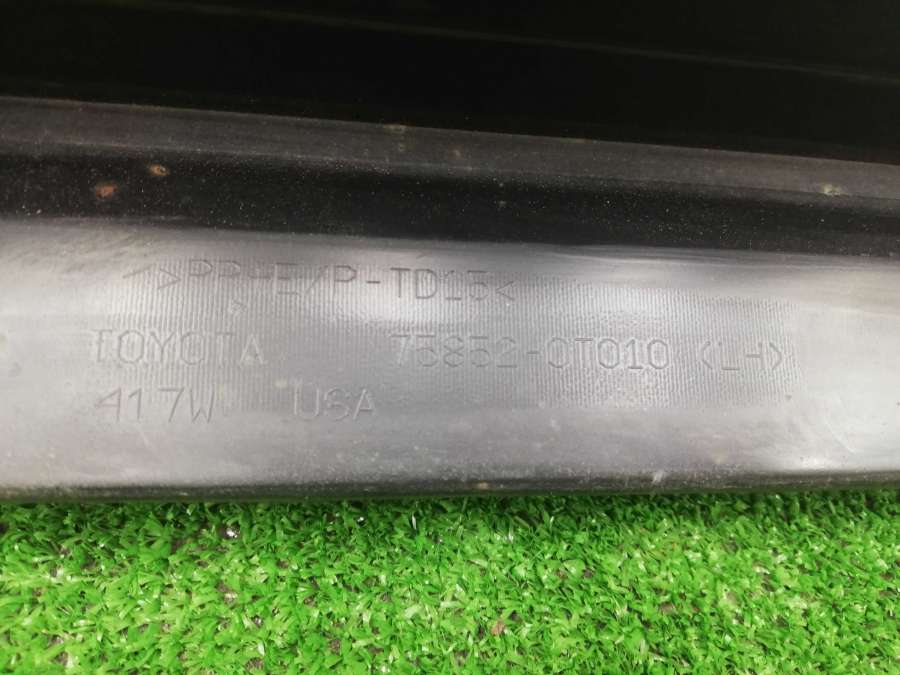 >PP+E/P-TD15<
TOYOTA 75852-0T010 (LH)
417W USA